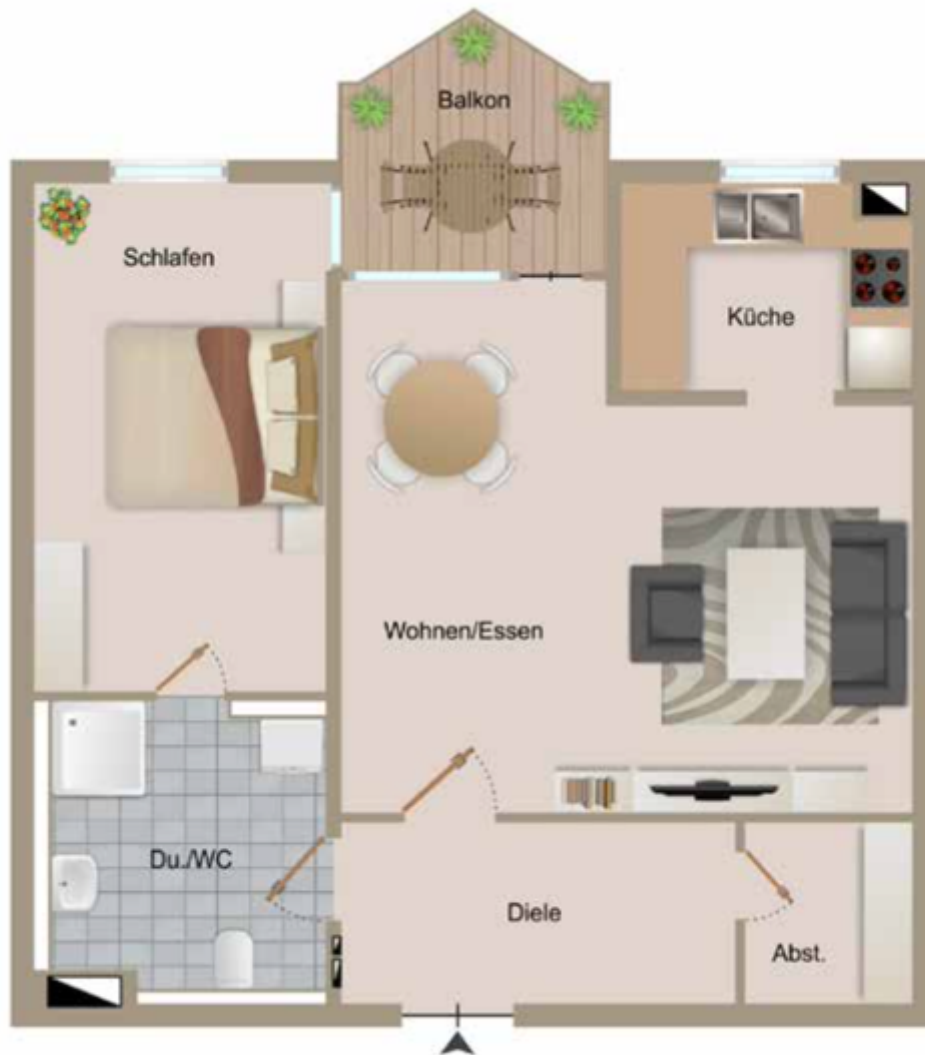 Balkon
Schlafen
Küche
Wohnen/Essen
Du./WC
Diele
Abst.